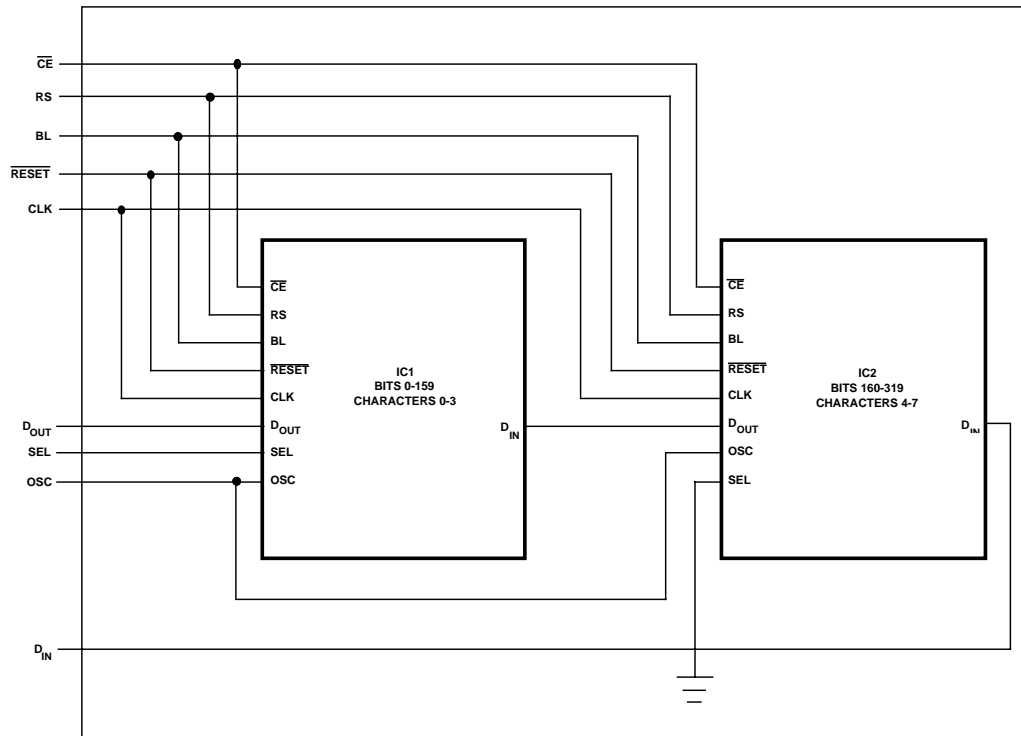 CE
RS
BL
RESET
CLK
DOUT
SEL
OSC
DIN
CE
RS
BL
RESET
CLK
DOUT
SEL
OSC
IC1
BITS 0-159
CHARACTERS 0-3
DIN
CE
RS
BL
RESET
CLK
DOUT
OSC
SEL
IC2
BITS 160-319
CHARACTERS 4-7
DIN